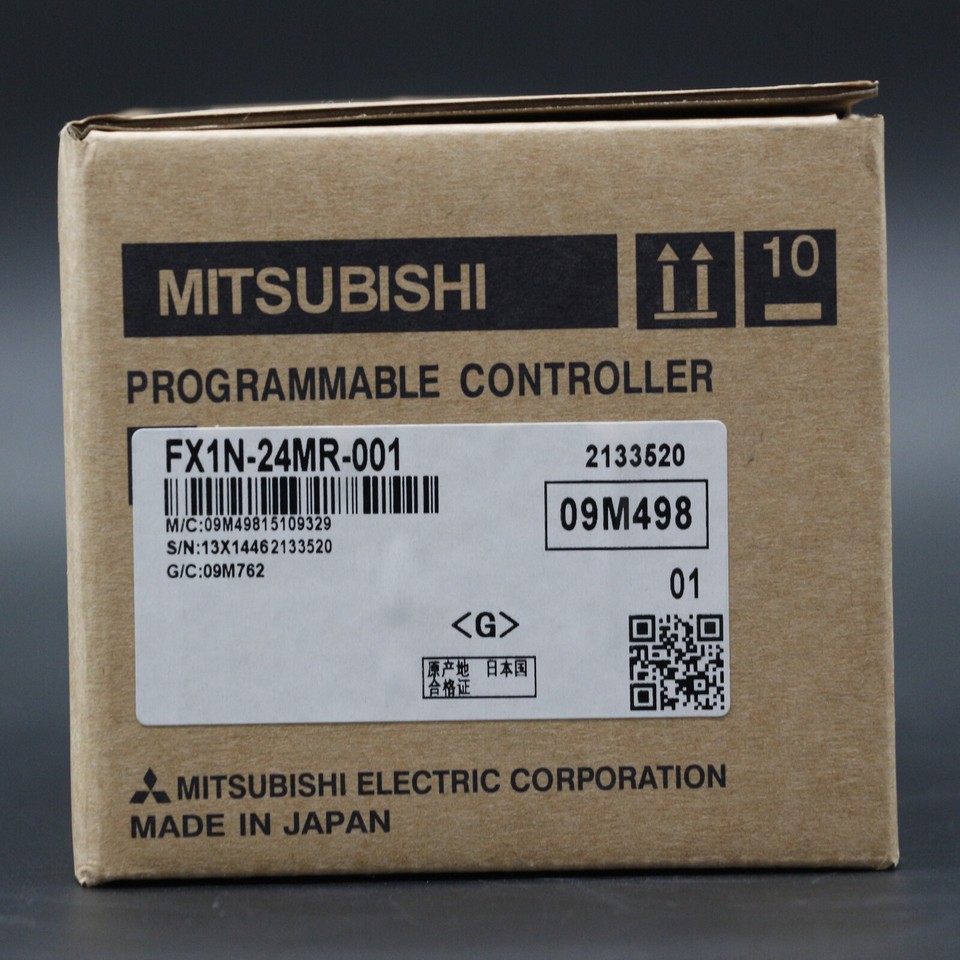 MITSUBISHI
10
PROGRAMMABLE CONTROLLER
FX1N-24MR-001
2133520
M/C:09M49815109329
09M498
S/N:13X14462133520
G/C:09M762
01
<G>
原产地 日本国
合格证
MITSUBISHI ELECTRIC CORPORATION
MADE IN JAPAN